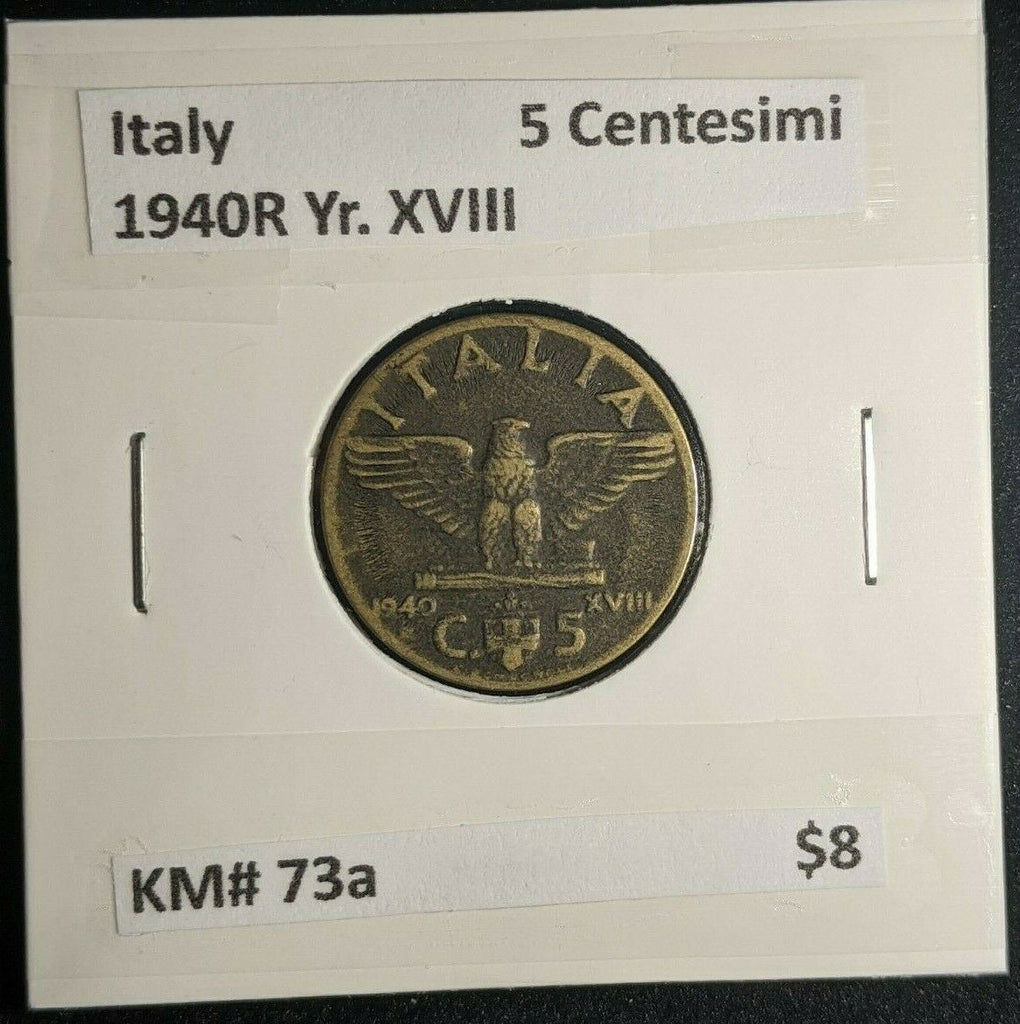 Italy 5 Centesimi
1940R Yr. XVIII
ITALIA
1940 XVIII
R C. 5
KM# 73a $8